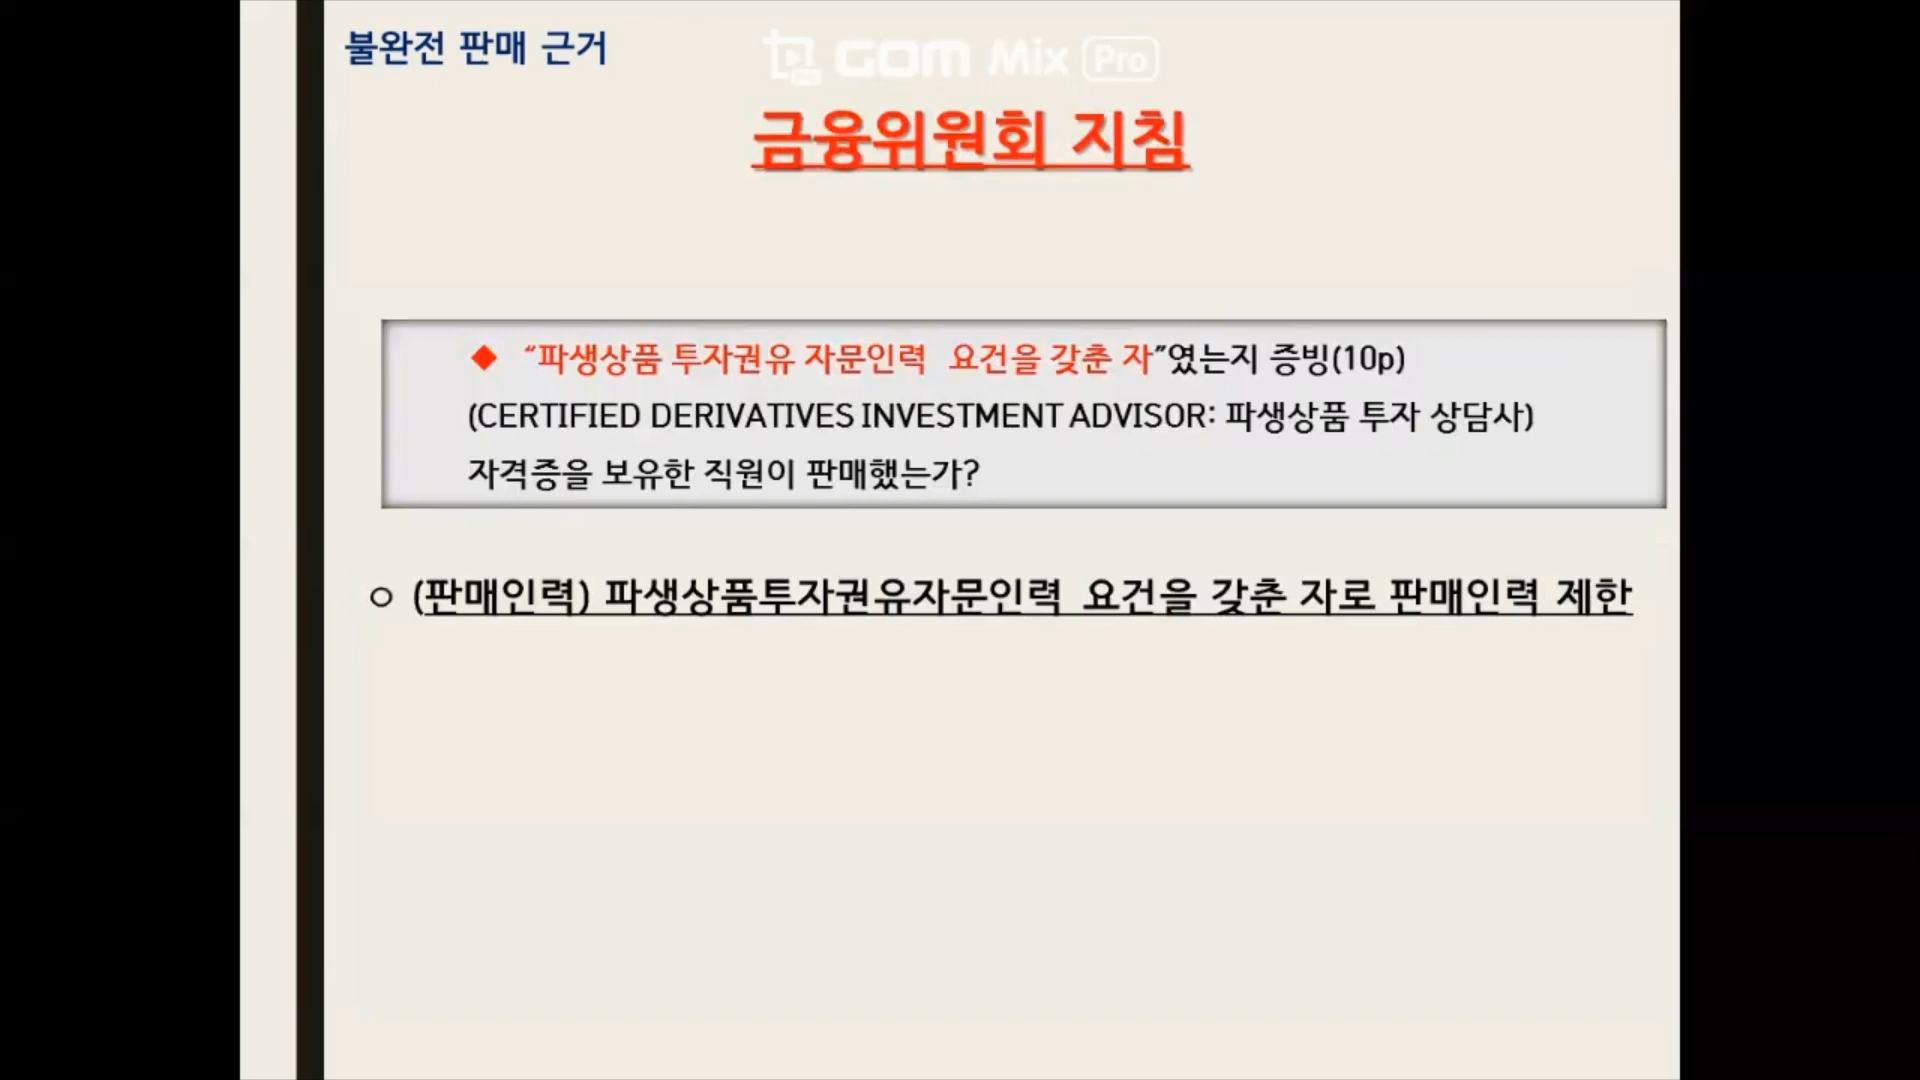 불완전 판매 근거
GOM Mix Pro
금융위원회 지침
◆ “파생상품 투자권유 자문인력 요건을 갖춘 자”였는지 증빙(10p)
(CERTIFIED DERIVATIVES INVESTMENT ADVISOR: 파생상품 투자 상담사)
자격증을 보유한 직원이 판매했는가?
○ (판매인력) 파생상품투자권유자문인력 요건을 갖춘 자로 판매인력 제한